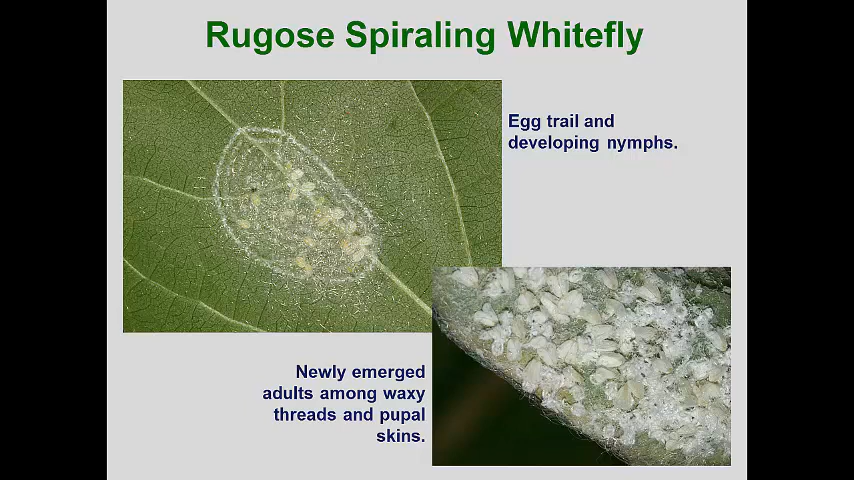 Rugose Spiraling Whitefly
Egg trail and
developing nymphs.
Newly emerged
adults among waxy
threads and pupal
skins.